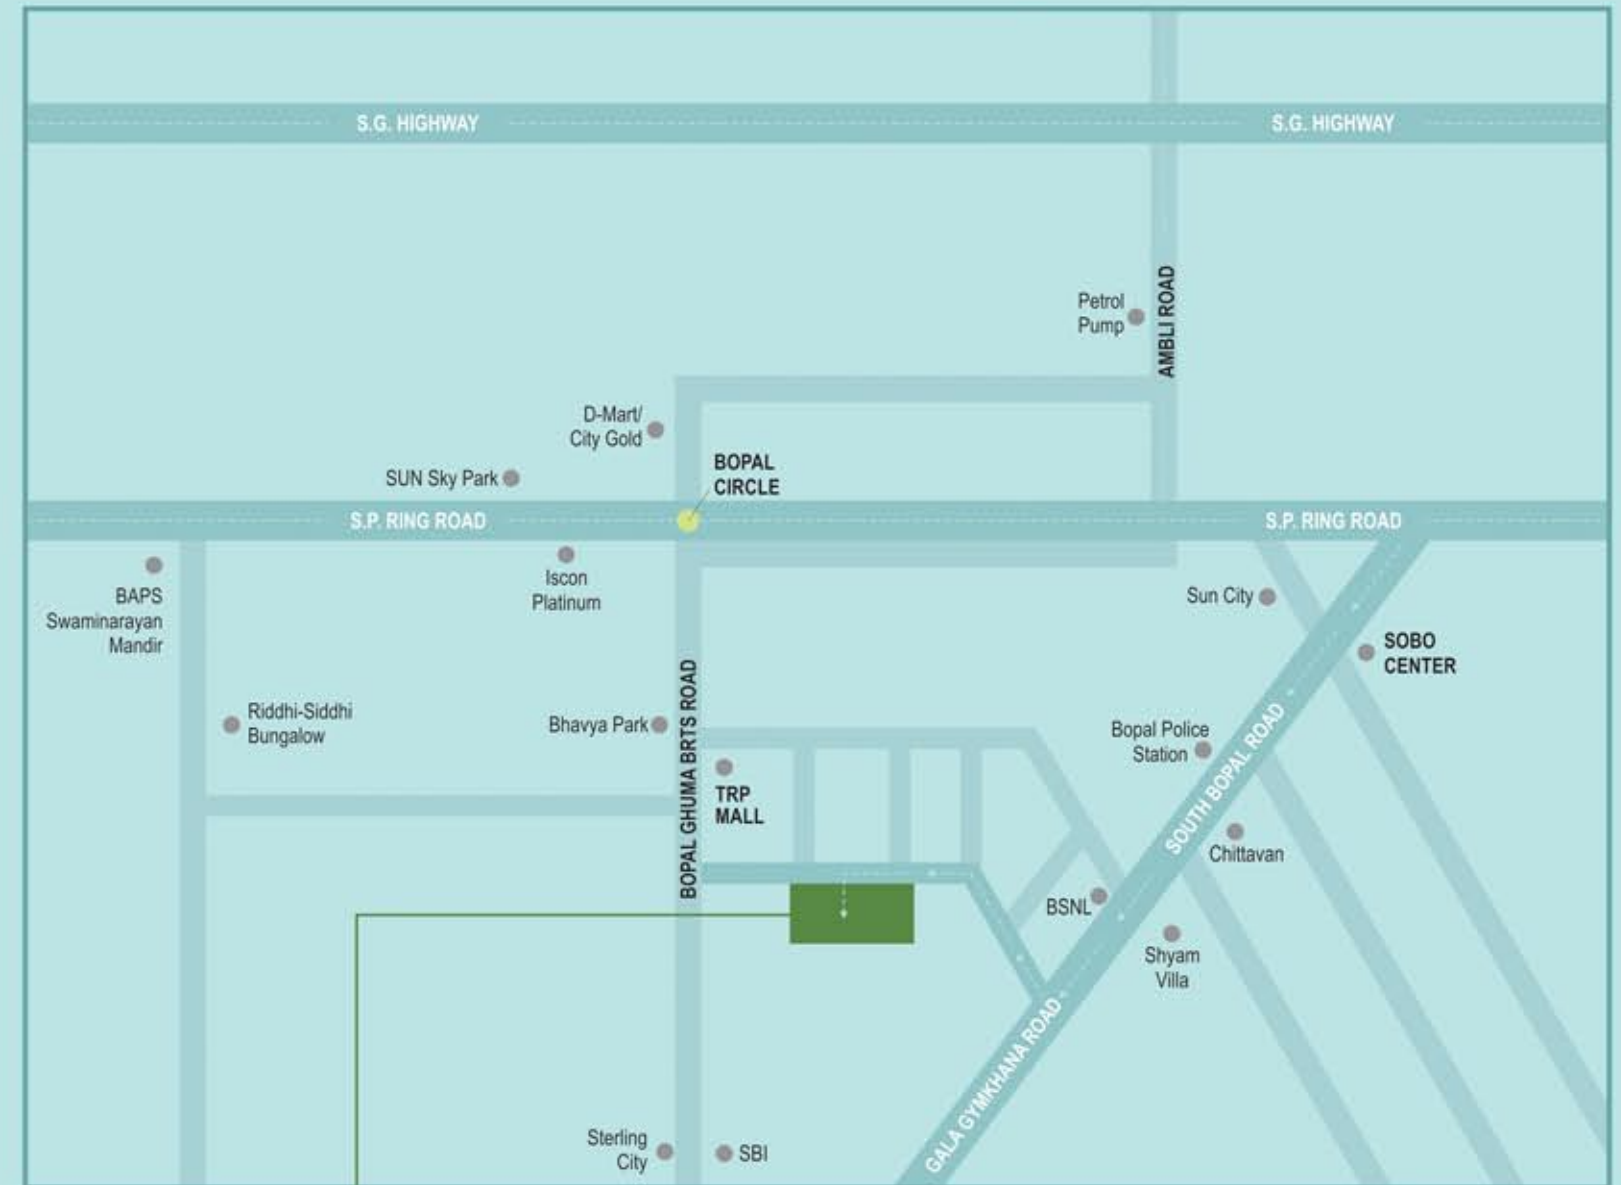 S.G. HIGHWAY
S.G. HIGHWAY
Petrol
Pump
AMBLI ROAD
D-Mart/
City Gold
SUN Sky Park
BOPAL
CIRCLE
S.P. RING ROAD
S.P. RING ROAD
BAPS
Swaminarayan
Mandir
Iscon
Platinum
Sun City
SOBO
CENTER
Riddhi-Siddhi
Bungalow
Bhavya Park
BOPAL GHUMA BRTS ROAD
TRP
MALL
Bopal Police
Station
SOUTH BOPAL ROAD
Chittavan
BSNL
Shyam
Villa
GALA GYMKHANA ROAD
Sterling
City
SBI